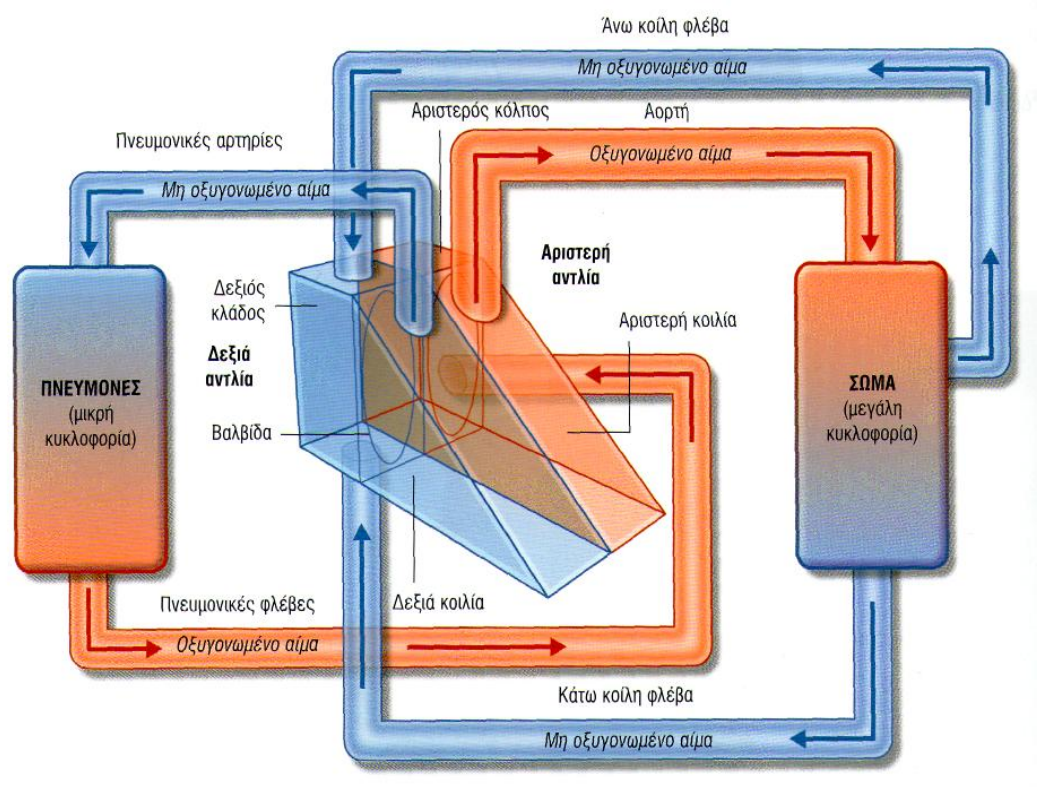 Άνω κοίλη φλέβα
Μη οξυγονωμένο αίμα
Αριστερός κόλπος
Αορτή
Πνευμονικές αρτηρίες
Οξυγονωμένο αίμα
Μη οξυγονωμένο αίμα
Αριστερή
αντλία
Δεξιός
κλάδος
Αριστερή κοιλία
Δεξιά
αντλία
ΠΝΕΥΜΟΝΕΣ
(μικρή
κυκλοφορία)
ΣΩΜΑ
(μεγάλη
κυκλοφορία)
Βαλβίδα
Πνευμονικές φλέβες
Δεξιά κοιλία
Οξυγονωμένο αίμα
Κάτω κοίλη φλέβα
Μη οξυγονωμένο αίμα